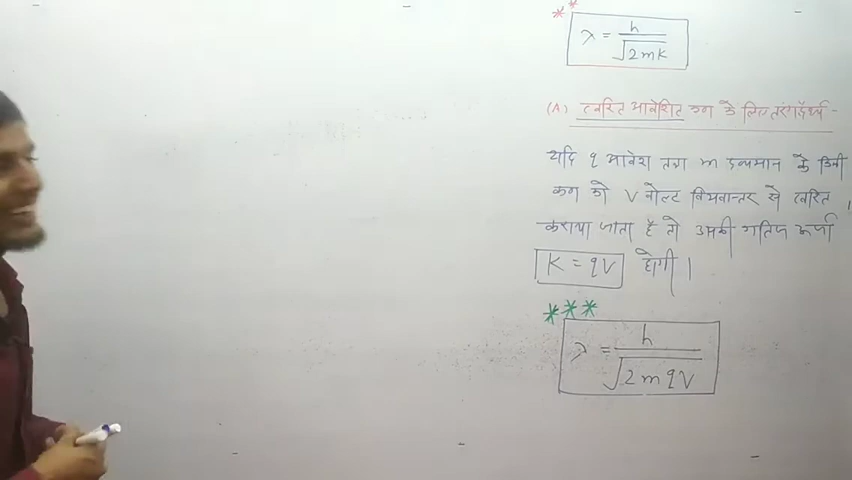 **
λ = h / √2mK
(A) त्वरित आवेशित कण के लिए तरंगदैर्ध्य -
यदि q आवेश तथा m द्रव्यमान के किसी
कण को V वोल्ट विभवान्तर से त्वरित
कराया जाता है तो उसकी गतिज ऊर्जा
K = qV होगी।
***
λ = h / √2mqV